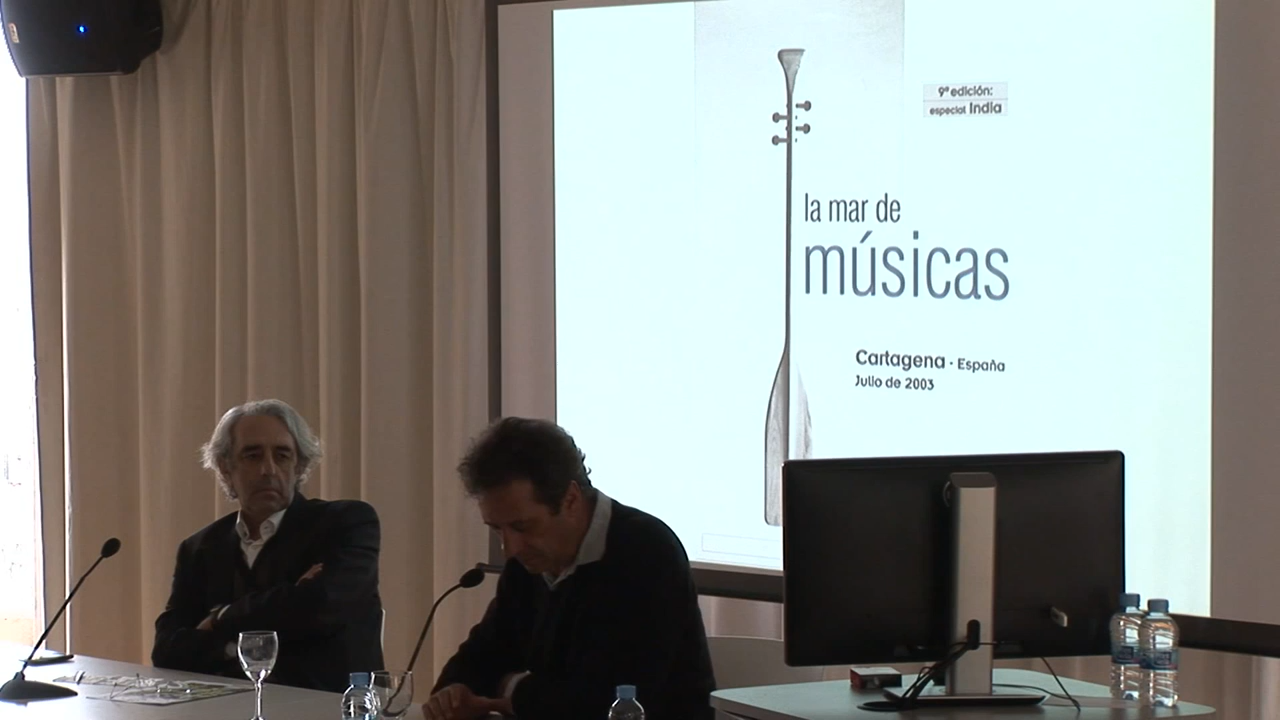 9ª edición:
especial India
la mar de
músicas
Cartagena - España
Julio de 2003